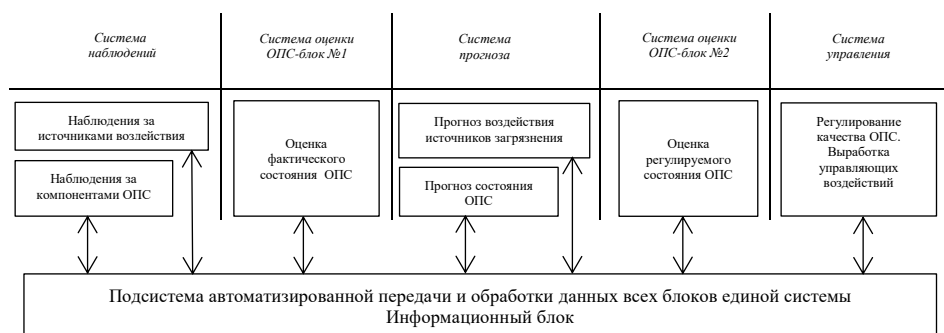 Система
наблюдений
Система оценки
ОПС-блок №1
Система
прогноза
Система оценки
ОПС-блок №2
Система
управления
Наблюдения за
источниками воздействия
Наблюдения за
компонентами ОПС
Оценка
фактического
состояния ОПС
Прогноз воздействия
источников загрязнения
Прогноз состояния
ОПС
Оценка
регулируемого
состояния ОПС
Регулирование
качества ОПС.
Выработка
управляющих
воздействий
Подсистема автоматизированной передачи и обработки данных всех блоков единой системы
Информационный блок